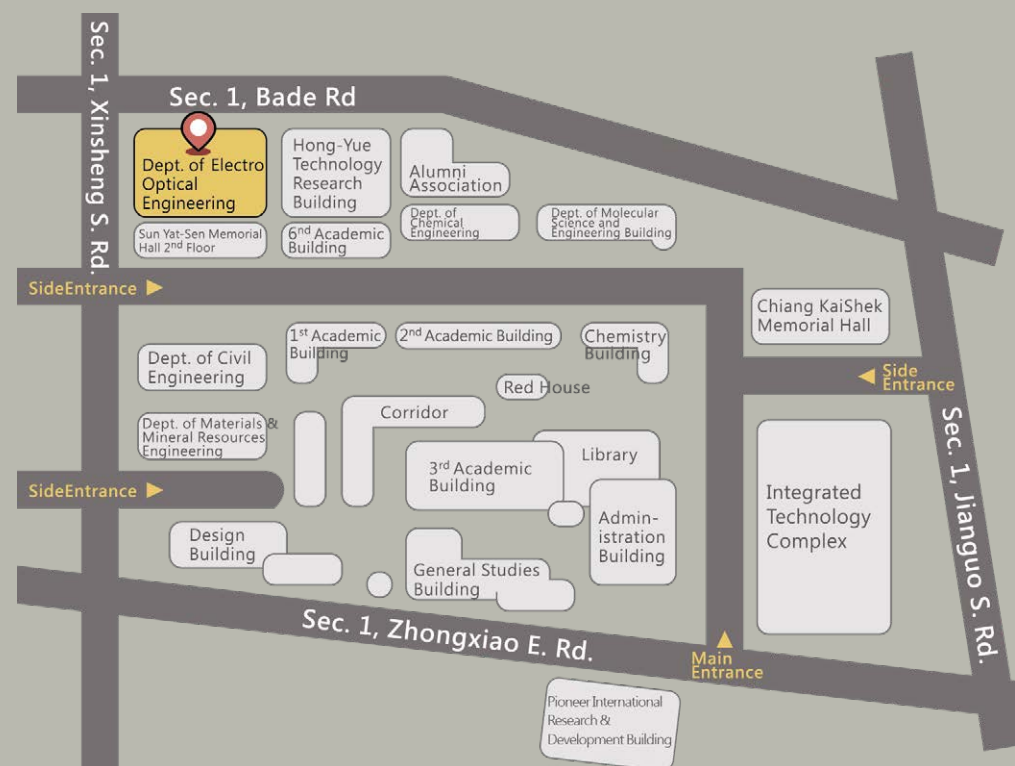 Sec. 1, Xinsheng S. Rd.
Sec. 1, Bade Rd
Dept. of Electro
Optical
Engineering
Hong-Yue
Technology
Research
Building
Alumni
Association
Sun Yat-Sen Memorial
Hall 2nd Floor
6nd Academic
Building
Dept. of
Chemical
Engineering
Dept. of Molecular
Science and
Engineering Building
SideEntrance
Chiang KaiShek
Memorial Hall
1st Academic
Building
2nd Academic Building
Chemistry
Building
Dept. of Civil
Engineering
Side
Entrance
Red House
Corridor
Dept. of Materials &
Mineral Resources
Engineering
3rd Academic
Building
Library
SideEntrance
Integrated
Technology
Complex
Sec. 1, Jianguo S. Rd.
Admin-
istration
Building
Design
Building
General Studies
Building
Sec. 1, Zhongxiao E. Rd.
Main
Entrance
Pioneer International
Research &
Development Building